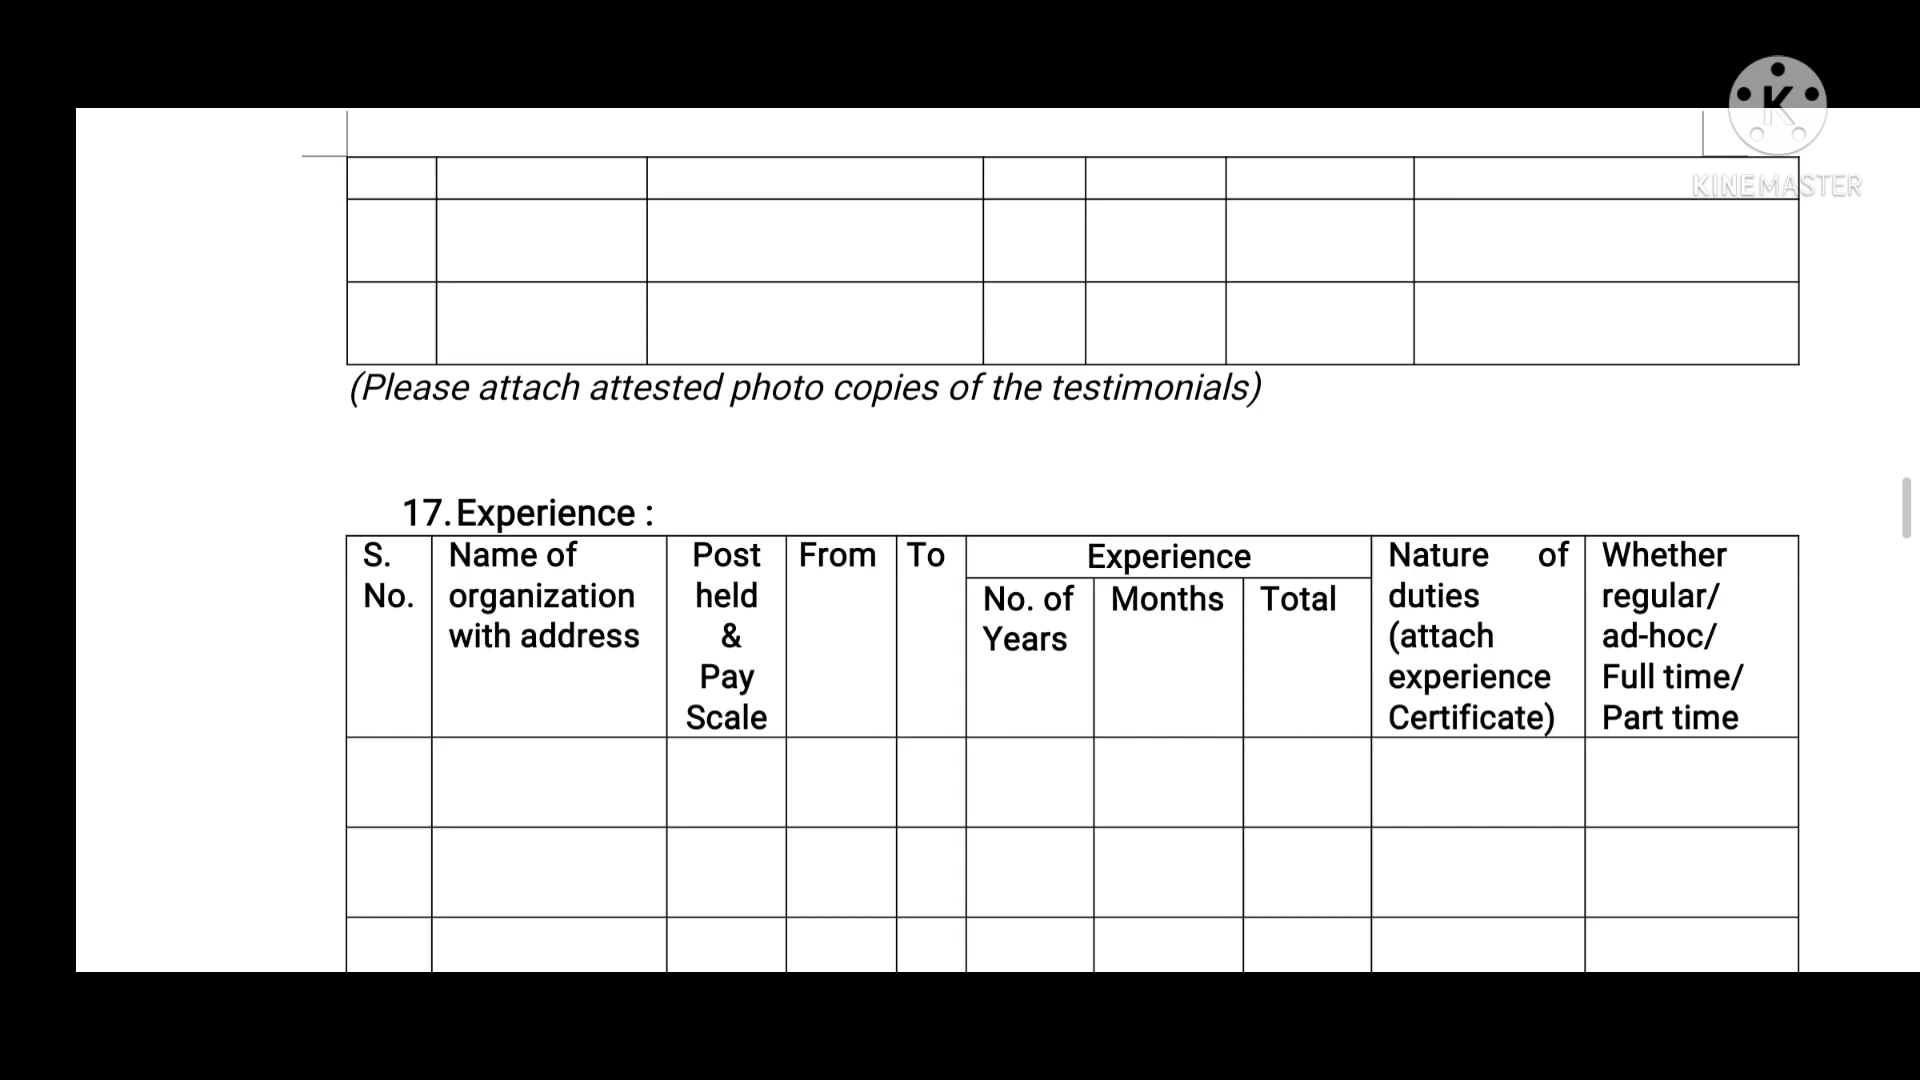 K
KINEMASTER
(Please attach attested photo copies of the testimonials)
17. Experience :
S. No.
Name of organization with address
Post held & Pay Scale
From
To
Experience
No. of Years
Months
Total
Nature of duties (attach experience Certificate)
Whether regular/ ad-hoc/ Full time/ Part time